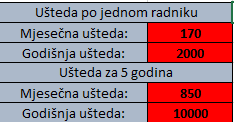 Ušteda po jednom radniku
Mjesečna ušteda: 170
Godišnja ušteda: 2000
Ušteda za 5 godina
Mjesečna ušteda: 850
Godišnja ušteda: 10000